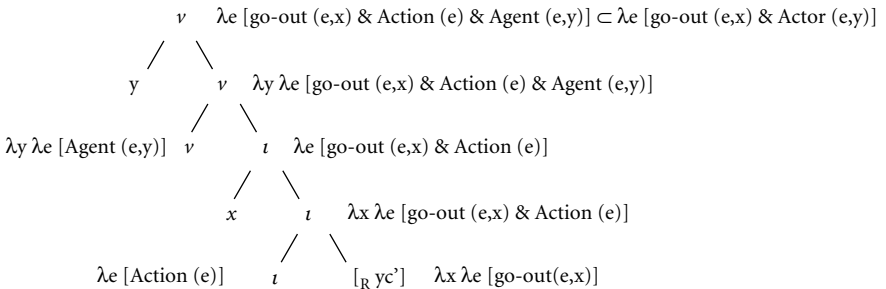 ν λe [go-out (e,x) & Action (e) & Agent (e,y)] ⊂ λe [go-out (e,x) & Actor (e,y)]
y ν λy λe [go-out (e,x) & Action (e) & Agent (e,y)]
λy λe [Agent (e,y)] ν ι λe [go-out (e,x) & Action (e)]
x ι λx λe [go-out (e,x) & Action (e)]
λe [Action (e)] ι [R yc’] λx λe [go-out(e,x)]